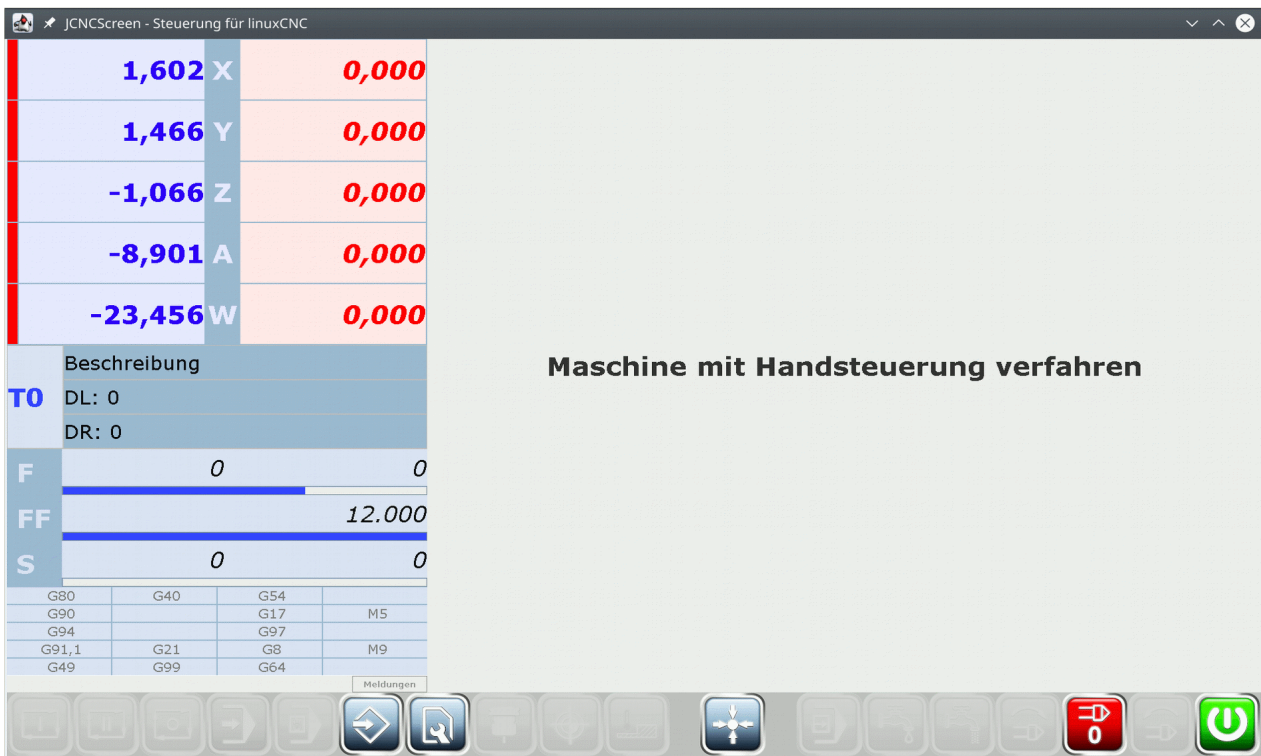 JCNCScreen - Steuerung für linuxCNC
1,602 X 0,000
1,466 Y 0,000
-1,066 Z 0,000
-8,901 A 0,000
-23,456 W 0,000
T0
Beschreibung
DL: 0
DR: 0
F 0 0
FF 12.000
S 0 0
G80 G40 G54
G90 G17 M5
G94 G97
G91,1 G21 G8 M9
G49 G99 G64
Meldungen
Maschine mit Handsteuerung verfahren
0